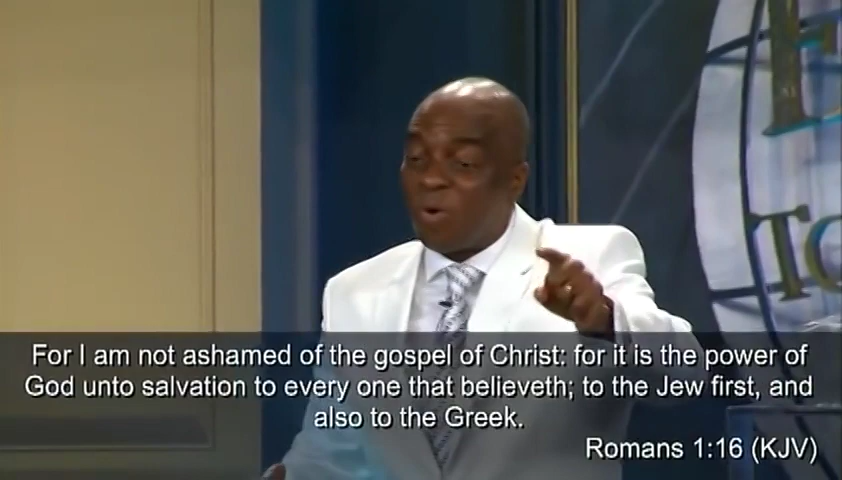 For I am not ashamed of the gospel of Christ: for it is the power of
God unto salvation to every one that believeth; to the Jew first, and
also to the Greek.
Romans 1:16 (KJV)